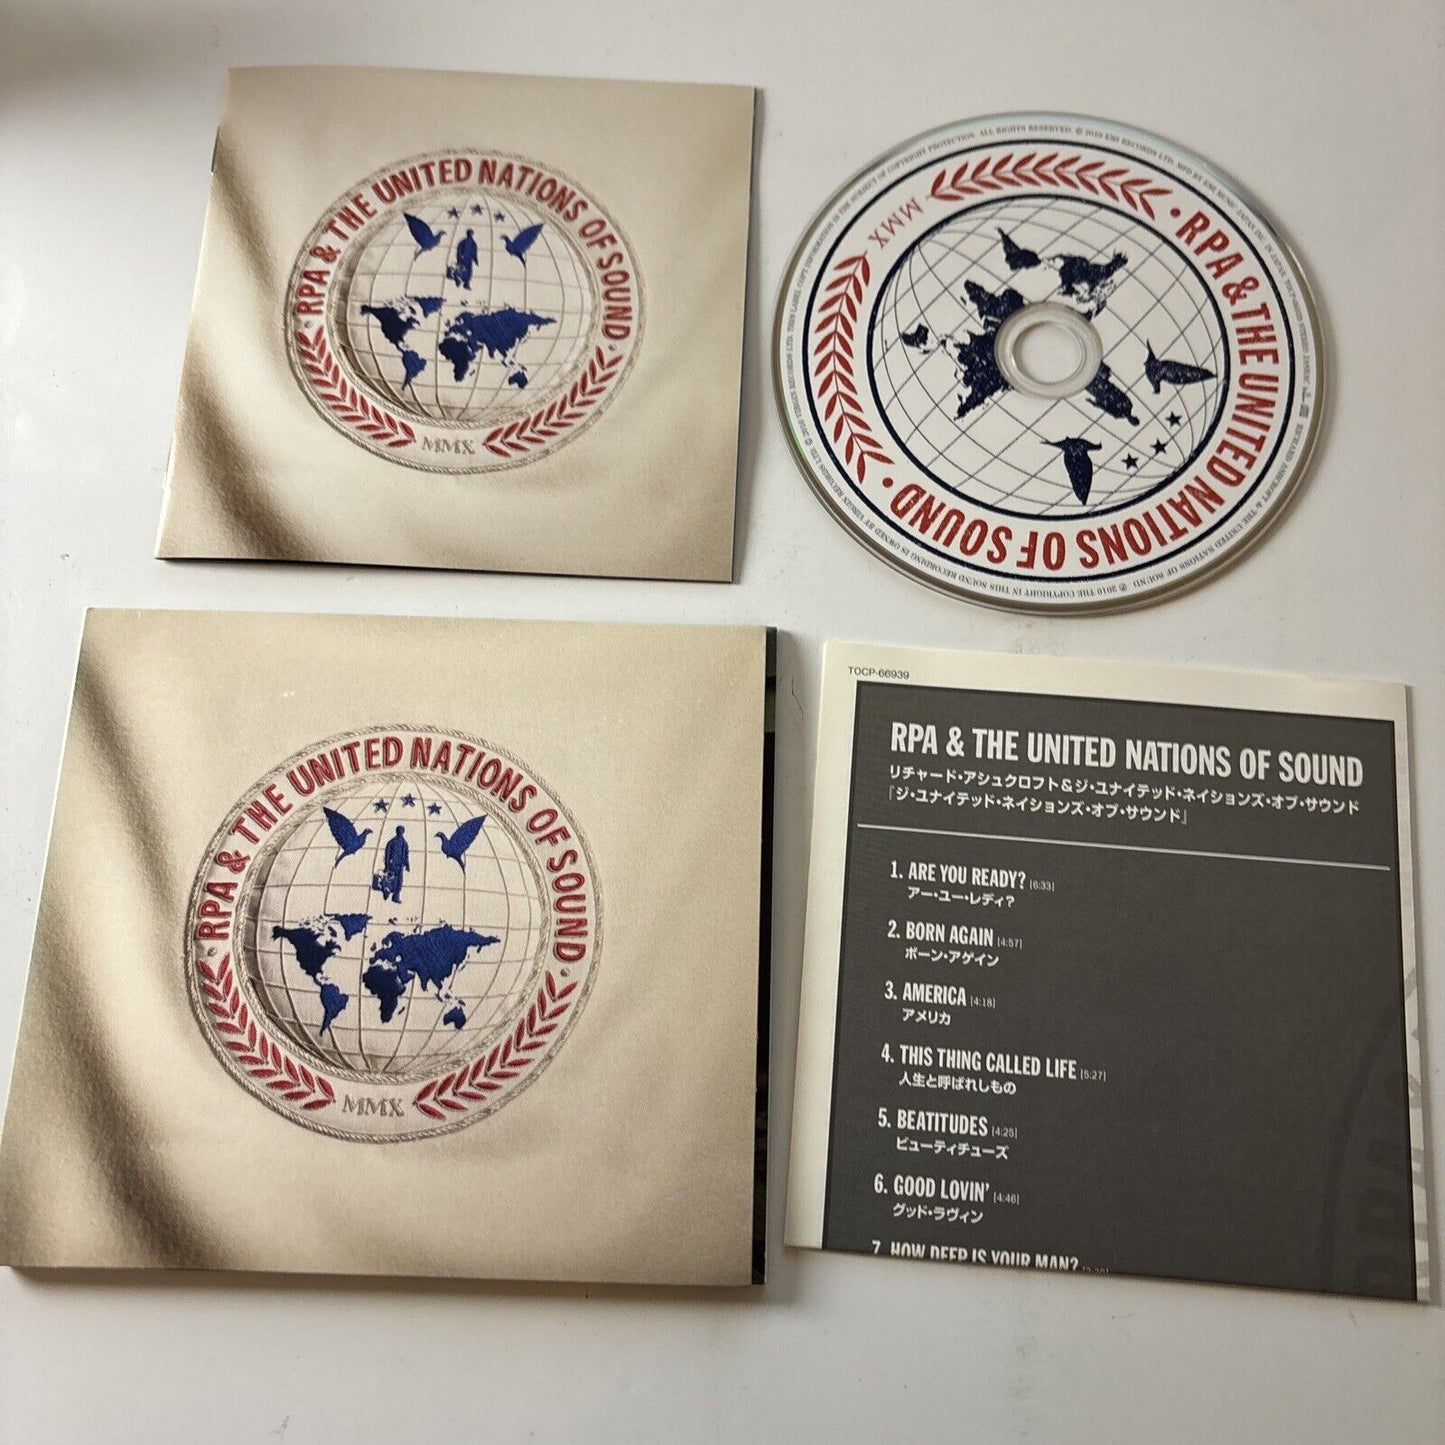 RPA & THE UNITED NATIONS OF SOUND
MMX
RPA & THE UNITED NATIONS OF SOUND
MMX
RPA & THE UNITED NATIONS OF SOUND
MMX
TOCP-66939
RPA & THE UNITED NATIONS OF SOUND
リチャード・アシュクロフト&ジ・ユナイテッド・ネイションズ・オブ・サウンド
『ジ・ユナイテッド・ネイションズ・オブ・サウンド』
1. ARE YOU READY? [6:33]
アー・ユー・レディ?
2. BORN AGAIN [4:57]
ボーン・アゲイン
3. AMERICA [4:18]
アメリカ
4. THIS THING CALLED LIFE [5:27]
人生と呼ばれしもの
5. BEATITUDES [4:25]
ビューティチューズ
6. GOOD LOVIN' [4:46]
グッド・ラヴィン
7. HOW DEEP IS YOUR MAN?